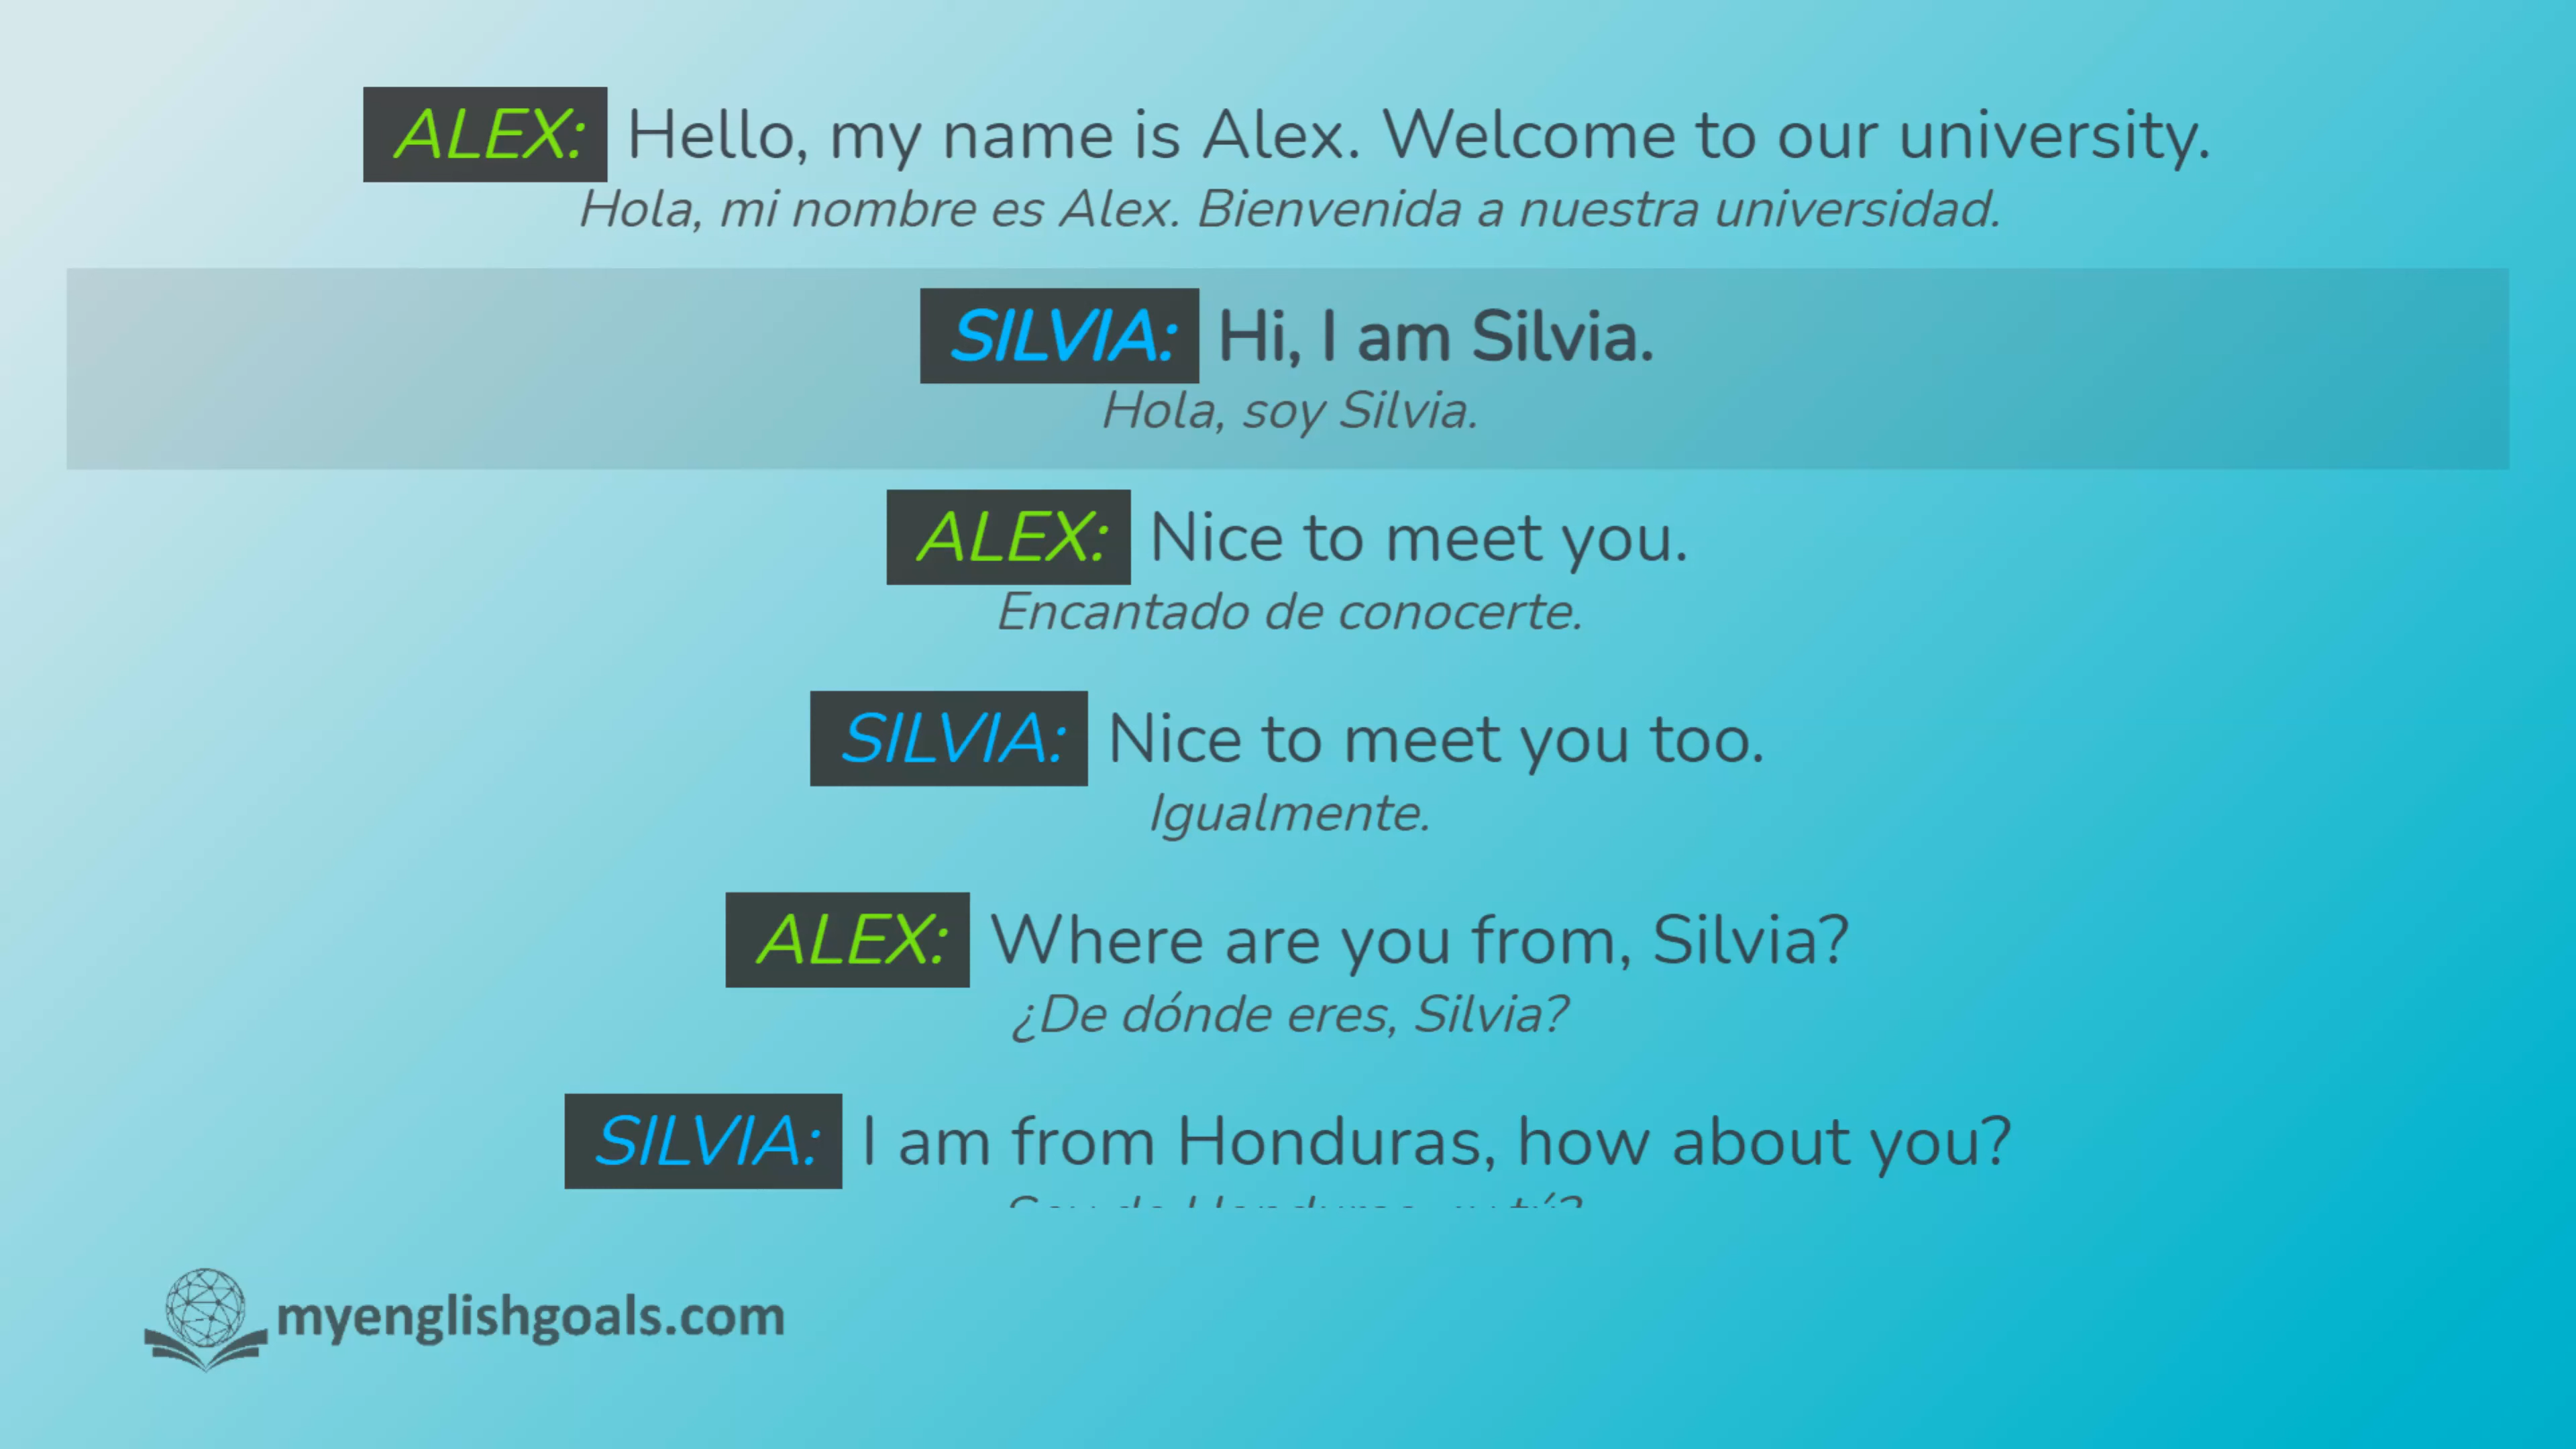 ALEX: Hello, my name is Alex. Welcome to our university.
Hola, mi nombre es Alex. Bienvenida a nuestra universidad.
SILVIA: Hi, I am Silvia.
Hola, soy Silvia.
ALEX: Nice to meet you.
Encantado de conocerte.
SILVIA: Nice to meet you too.
Igualmente.
ALEX: Where are you from, Silvia?
¿De dónde eres, Silvia?
SILVIA: I am from Honduras, how about you?
myenglishgoals.com